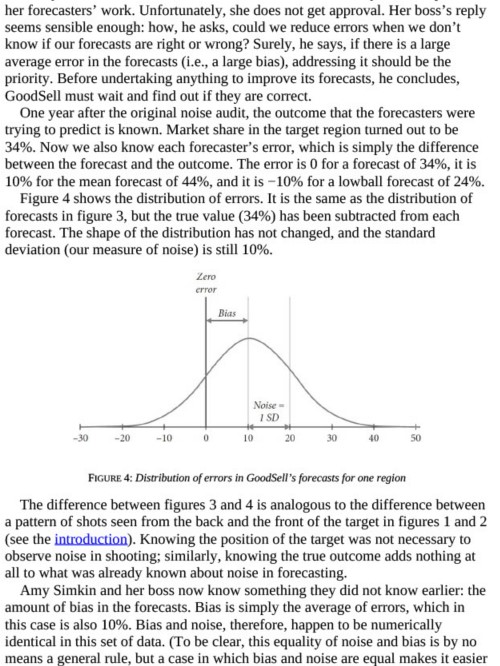 her forecasters' work. Unfortunately, she does not get approval. Her boss's reply
seems sensible enough: how, he asks, could we reduce errors when we don't
know if our forecasts are right or wrong? Surely, he says, if there is a large
average error in the forecasts (i.e., a large bias), addressing it should be the
priority. Before undertaking anything to improve its forecasts, he concludes,
GoodSell must wait and find out if they are correct.
One year after the original noise audit, the outcome that the forecasters were
trying to predict is known. Market share in the target region turned out to be
34%. Now we also know each forecaster's error, which is simply the difference
between the forecast and the outcome. The error is 0 for a forecast of 34%, it is
10% for the mean forecast of 44%, and it is −10% for a lowball forecast of 24%.
Figure 4 shows the distribution of errors. It is the same as the distribution of
forecasts in figure 3, but the true value (34%) has been subtracted from each
forecast. The shape of the distribution has not changed, and the standard
deviation (our measure of noise) is still 10%.
Zero
error
Bias
Noise =
1 SD
-30 -20 -10 0 10 20 30 40 50
FIGURE 4: Distribution of errors in GoodSell's forecasts for one region
The difference between figures 3 and 4 is analogous to the difference between
a pattern of shots seen from the back and the front of the target in figures 1 and 2
(see the introduction). Knowing the position of the target was not necessary to
observe noise in shooting; similarly, knowing the true outcome adds nothing at
all to what was already known about noise in forecasting.
Amy Simkin and her boss now know something they did not know earlier: the
amount of bias in the forecasts. Bias is simply the average of errors, which in
this case is also 10%. Bias and noise, therefore, happen to be numerically
identical in this set of data. (To be clear, this equality of noise and bias is by no
means a general rule, but a case in which bias and noise are equal makes it easier